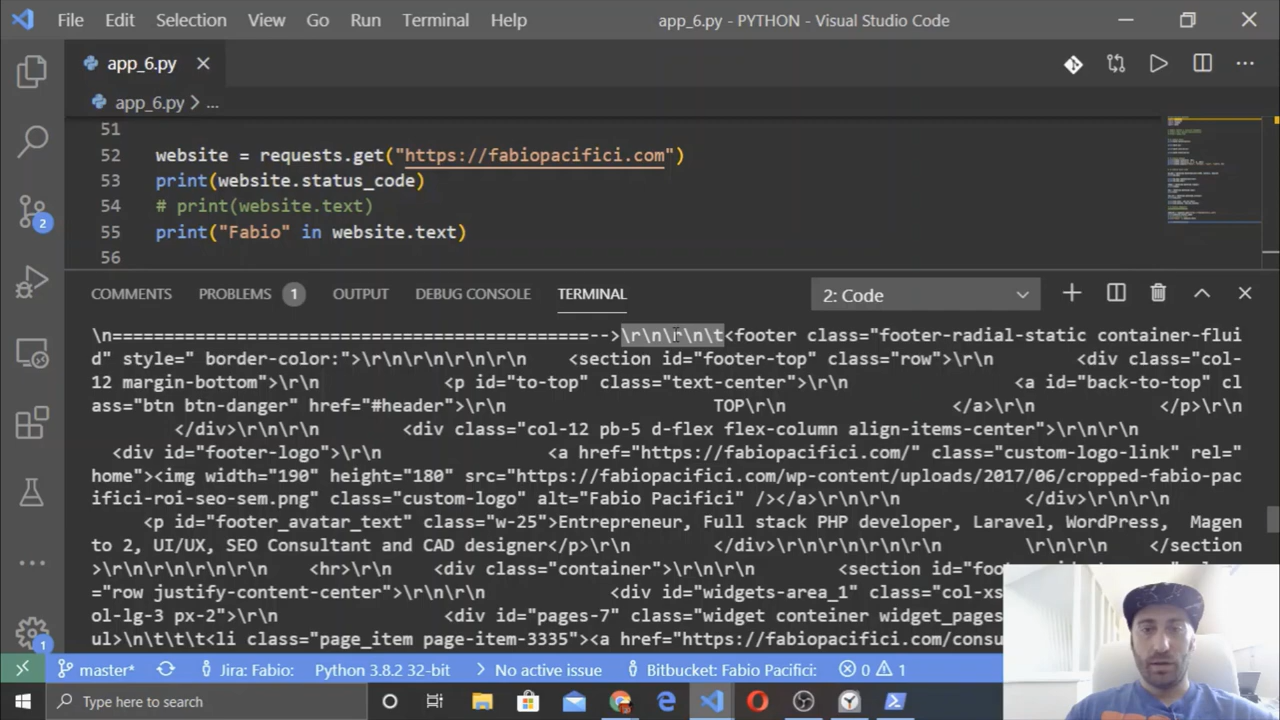 File Edit Selection View Go Run Terminal Help app_6.py - PYTHON - Visual Studio Code
app_6.py
app_6.py > ...
51
52 website = requests.get("https://fabiopacifici.com")
53 print(website.status_code)
54 # print(website.text)
55 print("Fabio" in website.text)
56
COMMENTS PROBLEMS 1 OUTPUT DEBUG CONSOLE TERMINAL 2: Code
\n==============================================-->\r\n\r\n\t<footer class="footer-radial-static container-flui
d" style=" border-color:">\r\n\r\n\r\n\r\n <section id="footer-top" class="row">\r\n <div class="col-
12 margin-bottom">\r\n <p id="to-top" class="text-center">\r\n <a id="back-to-top" cl
ass="btn btn-danger" href="#header">\r\n TOP\r\n </a>\r\n </p>\r\n
</div>\r\n\r\n <div class="col-12 pb-5 d-flex flex-column align-items-center">\r\n\r\n
<div id="footer-logo">\r\n <a href="https://fabiopacifici.com/" class="custom-logo-link" rel="
home"><img width="190" height="180" src="https://fabiopacifici.com/wp-content/uploads/2017/06/cropped-fabio-pac
ifici-roi-seo-sem.png" class="custom-logo" alt="Fabio Pacifici" /></a>\r\n\r\n </div>\r\n\r\n
<p id="footer_avatar_text" class="w-25">Entrepreneur, Full stack PHP developer, Laravel, WordPress, Magen
to 2, UI/UX, SEO Consultant and CAD designer</p>\r\n </div>\r\n\r\n\r\n\r\n \r\n\r\n </section
>\r\n\r\n\r\n\r\n <hr>\r\n <div class="container">\r\n\r\n <section id="foot
="row justify-content-center">\r\n\r\n <div id="widgets-area_1" class="col-xs
ol-lg-3 px-2">\r\n <div id="pages-7" class="widget container widget_pages
ul>\n\t\t\t<li class="page_item page-item-3335"><a href="https://fabiopacifici.com/consu
2 1 master* Jira: Fabio: Python 3.8.2 32-bit No active issue Bitbucket: Fabio Pacifici: 0 1
Type here to search